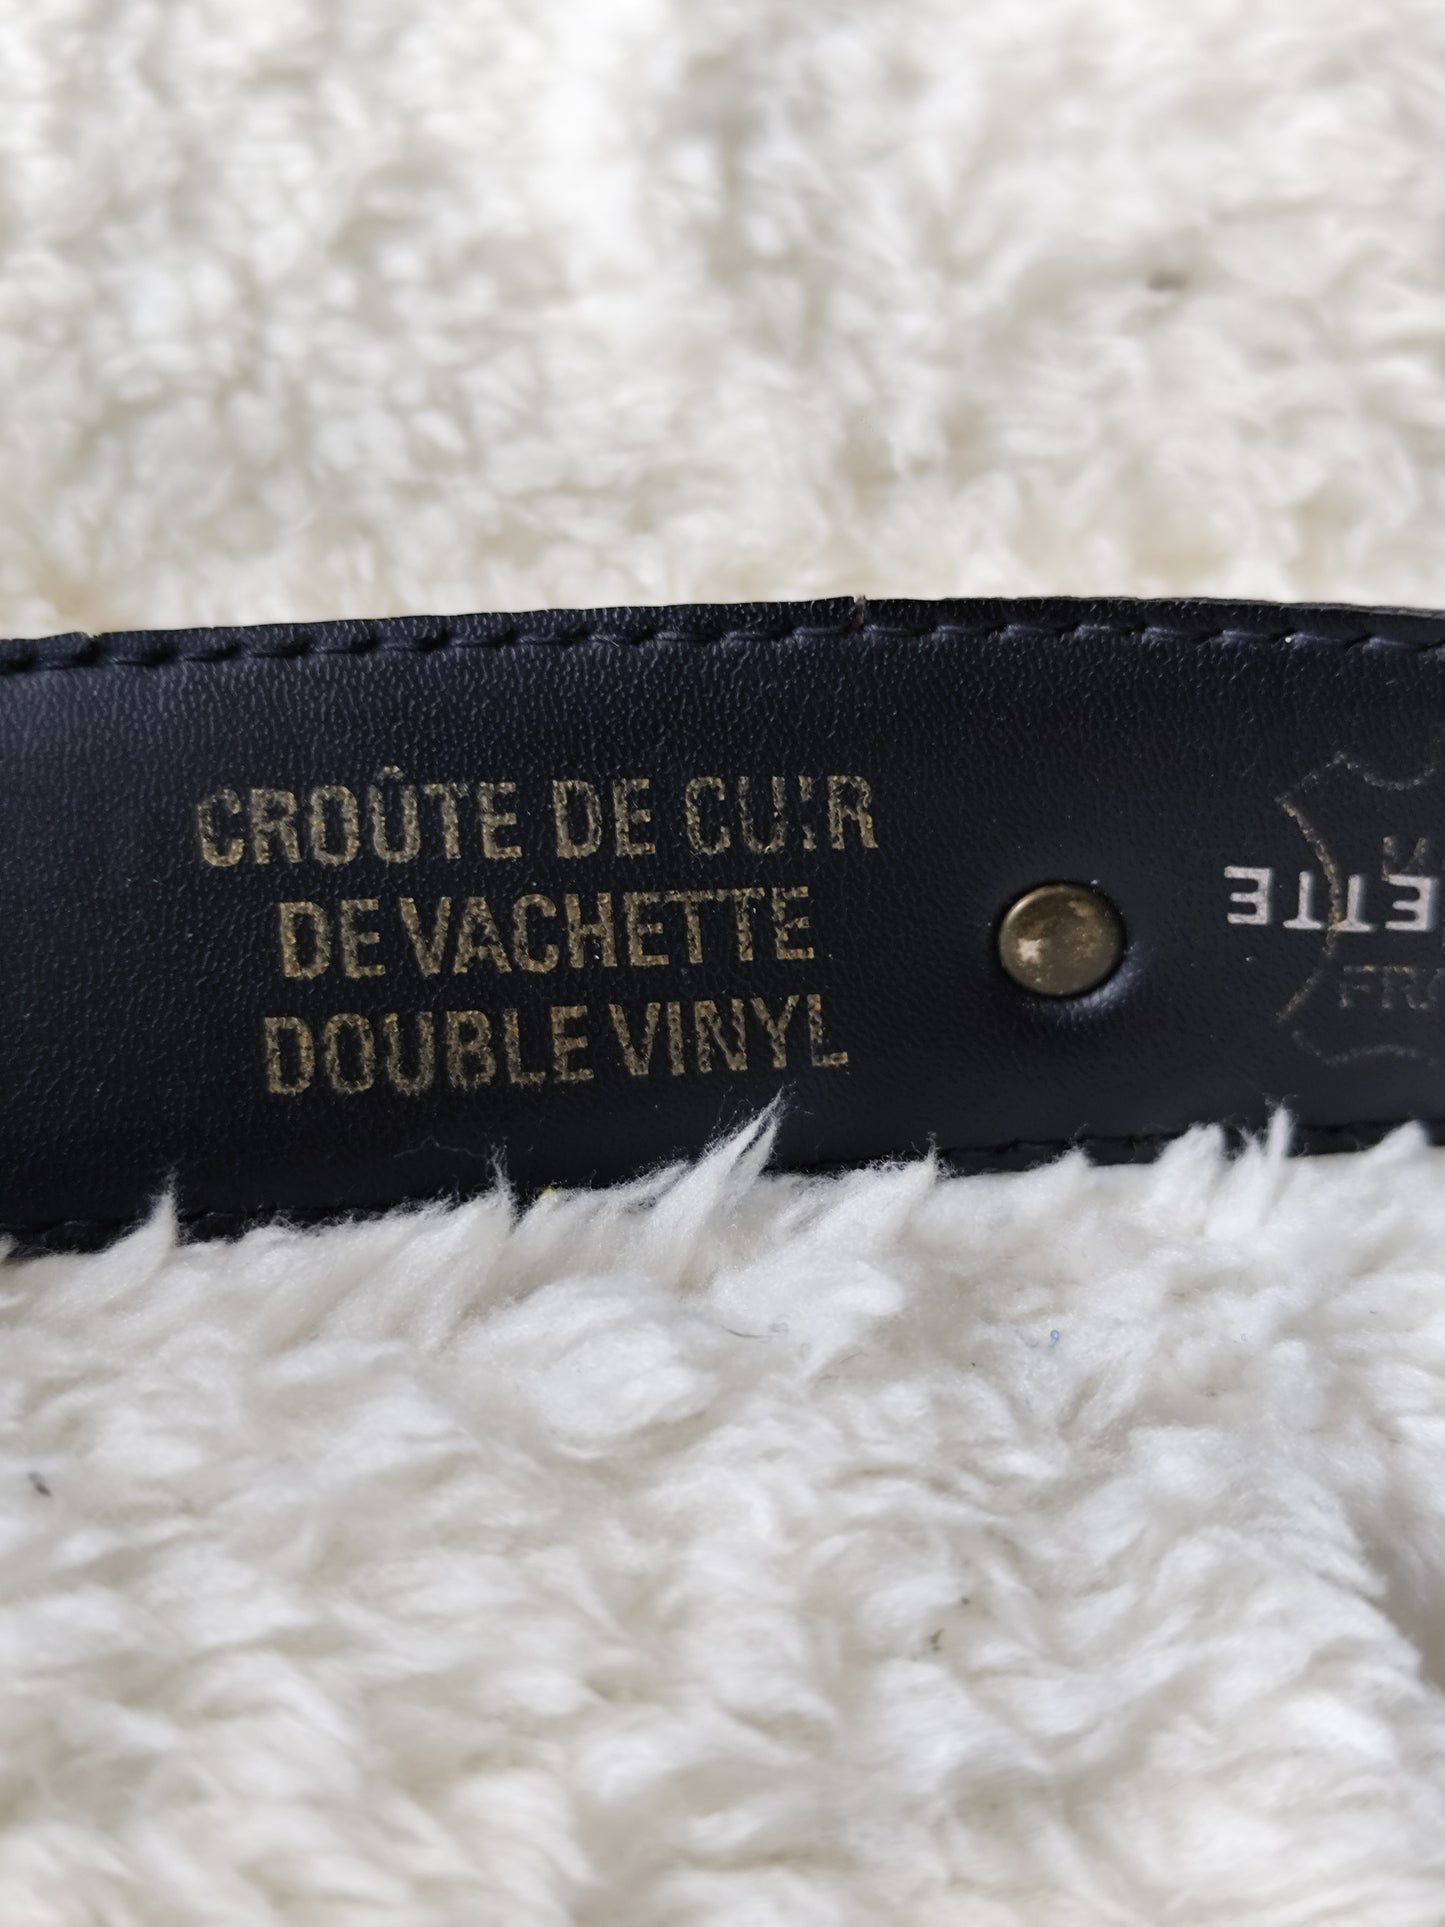 CROÛTE DE CUIR
DE VACHETTE
DOUBLE VINYL